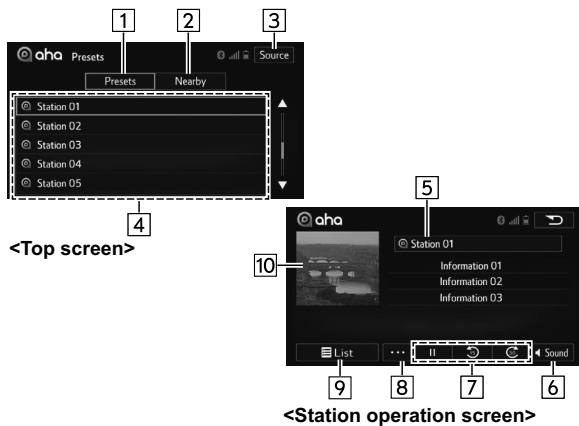 1 2 3
aha Presets Source
Presets Nearby
Station 01
Station 02
Station 03
Station 04
Station 05
4
<Top screen>
5
aha
Station 01
10
Information 01
Information 02
Information 03
List ... 15 30 Sound
9 8 7 6
<Station operation screen>